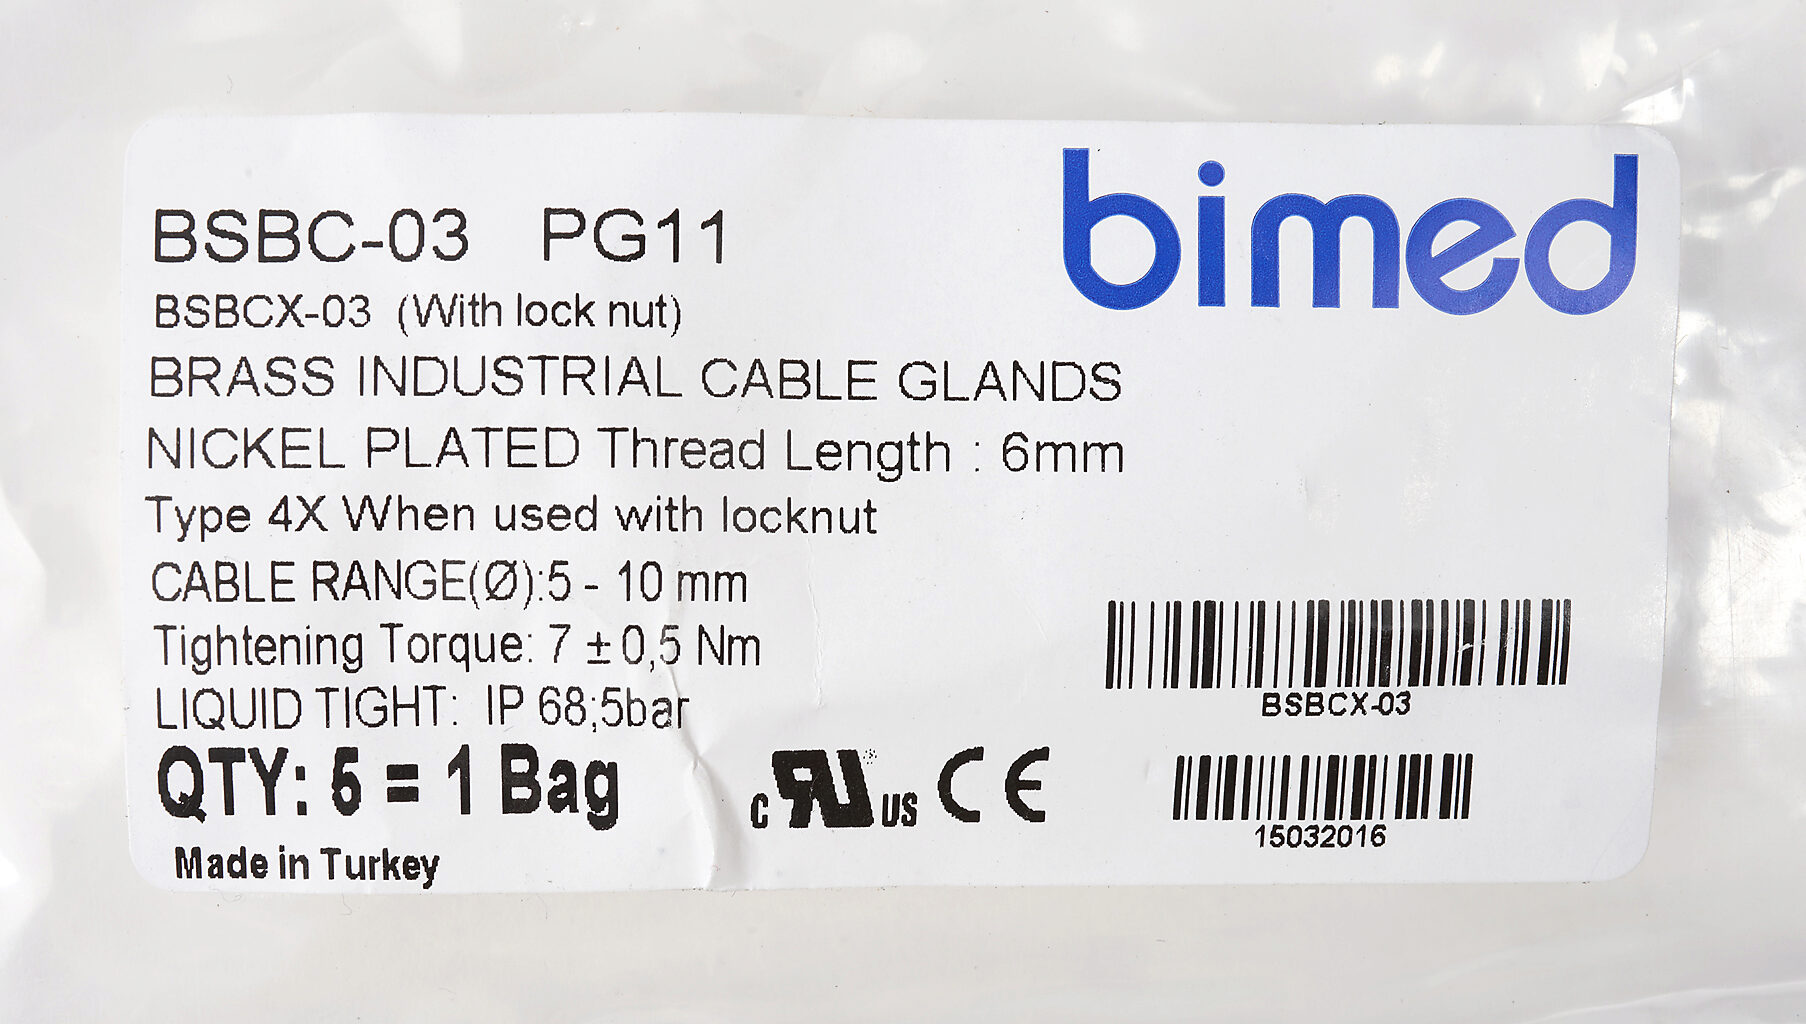 bimed
BSBC-03 PG11
BSBCX-03 (With lock nut)
BRASS INDUSTRIAL CABLE GLANDS
NICKEL PLATED Thread Length : 6mm
Type 4X When used with locknut
CABLE RANGE(Ø):5 - 10 mm
Tightening Torque: 7 ± 0,5 Nm
LIQUID TIGHT: IP 68;5bar
QTY: 5 = 1 Bag
Made in Turkey
c RU us CE
BSBCX-03
15032016